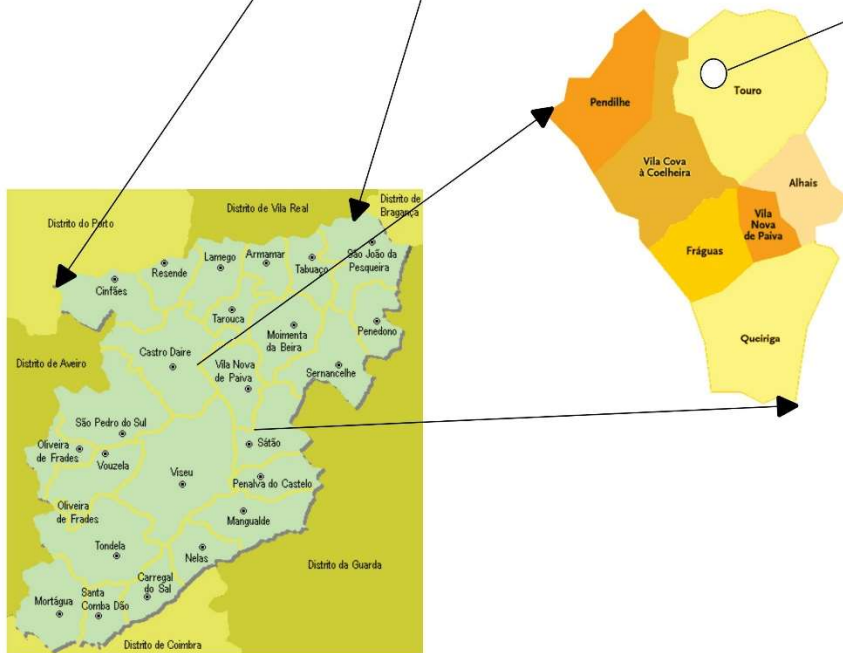 Pendilhe
Touro
Vila Cova
à Coelheira
Alhais
Vila
Nova
de Paiva
Fráguas
Queiriga
Distrito de
Bragança
Distrito de Vila Real
Distrito do Porto
Lamego
Armamar
São João da
Pesqueira
Resende
Tabuaço
Cinfães
Tarouca
Penedono
Moimenta
da Beira
Castro Daire
Distrito de Aveiro
Vila Nova
de Paiva
Sernancelhe
São Pedro do Sul
Oliveira
de Frades
Sátão
Vouzela
Viseu
Penalva do Castelo
Oliveira
de Frades
Mangualde
Tondela
Nelas
Distrito da Guarda
Carregal
do Sal
Santa
Comba Dão
Mortágua
Distrito de Coimbra